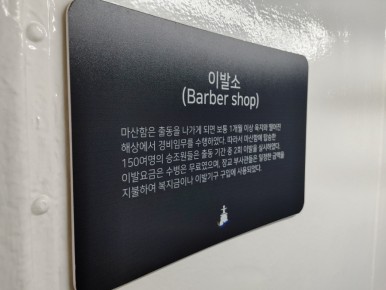 이발소
(Barber shop)
마산함은 출동을 나가게 되면 보통 1개월 이상 육지와 떨어진
해상에서 경비임무를 수행하였다. 따라서 마산함에 탑승한
150여명의 승조원들은 출동 기간 중 2회 이발을 실시하였다.
이발요금은 수병은 무료였으며, 장교 부사관들은 일정한 금액을
지불하여 복지금이나 이발기구 구입에 사용되었다.